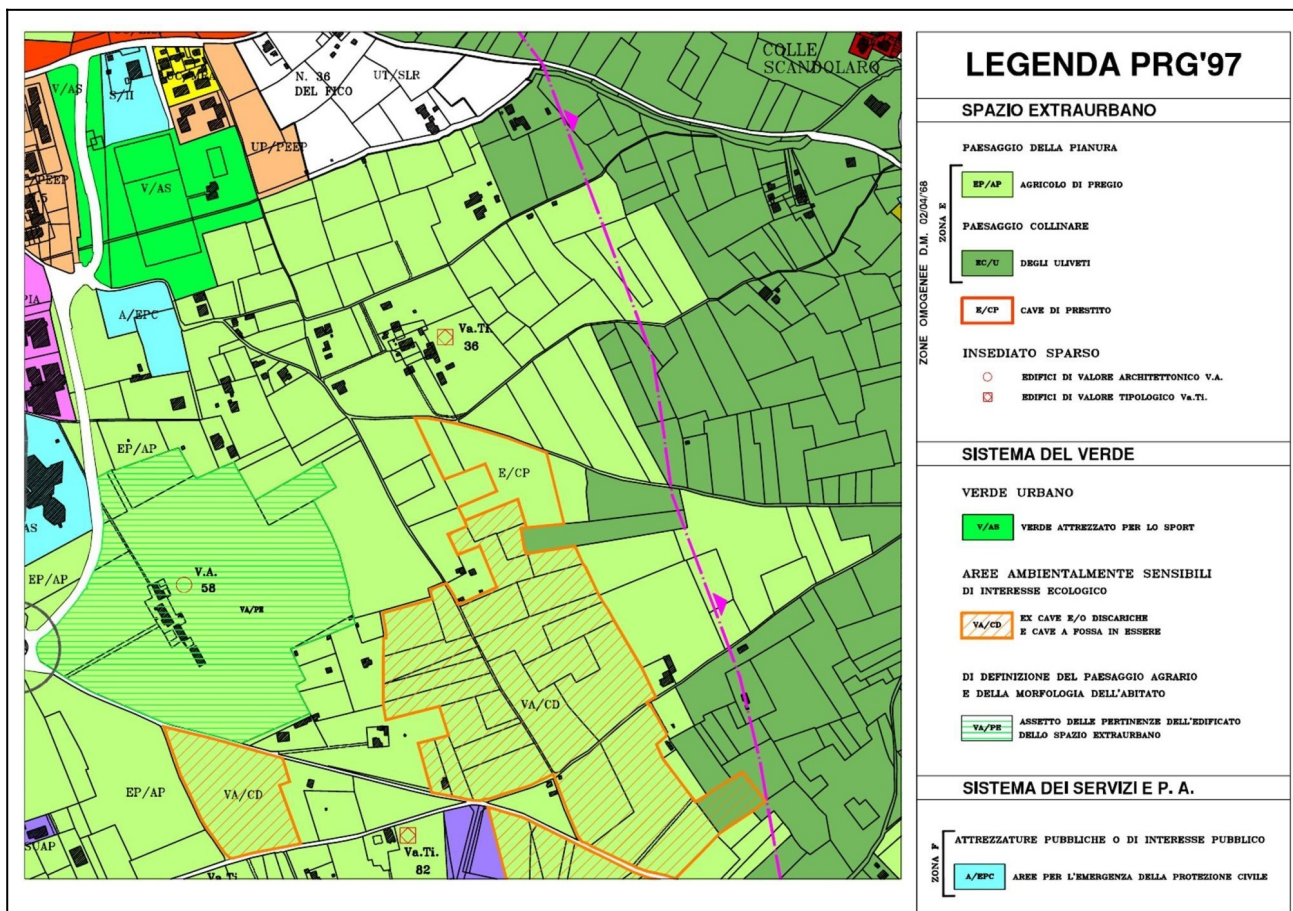 COLLE
SCANDOLARO
V/AS
N. 36
DEL FICO
UT/SLR
UP/PEEP
V/AS
A/EPC
Va.Ti.
36
EP/AP
E/CP
EP/AP
V.A.
58
VA/PE
VA/CD
EP/AP
VA/CD
Va.Ti.
82
LEGENDA PRG'97
SPAZIO EXTRAURBANO
PAESAGGIO DELLA PIANURA
ZONE OMOGENEE D.M. 02/04/'68
ZONA E
EP/AP AGRICOLO DI PREGIO
PAESAGGIO COLLINARE
EC/U DEGLI ULIVETI
E/CP CAVE DI PRESTITO
INSEDIATO SPARSO
EDIFICI DI VALORE ARCHITETTONICO V.A.
EDIFICI DI VALORE TIPOLOGICO Va.Ti.
SISTEMA DEL VERDE
VERDE URBANO
V/AS VERDE ATTREZZATO PER LO SPORT
AREE AMBIENTALMENTE SENSIBILI
DI INTERESSE ECOLOGICO
VA/CD EX CAVE E/O DISCARICHE
E CAVE A FOSSA IN ESSERE
DI DEFINIZIONE DEL PAESAGGIO AGRARIO
E DELLA MORFOLOGIA DELL'ABITATO
VA/PE ASSETTO DELLE PERTINENZE DELL'EDIFICATO
DELLO SPAZIO EXTRAURBANO
SISTEMA DEI SERVIZI E P. A.
ZONA F
ATTREZZATURE PUBBLICHE O DI INTERESSE PUBBLICO
A/EPC AREE PER L'EMERGENZA DELLA PROTEZIONE CIVILE